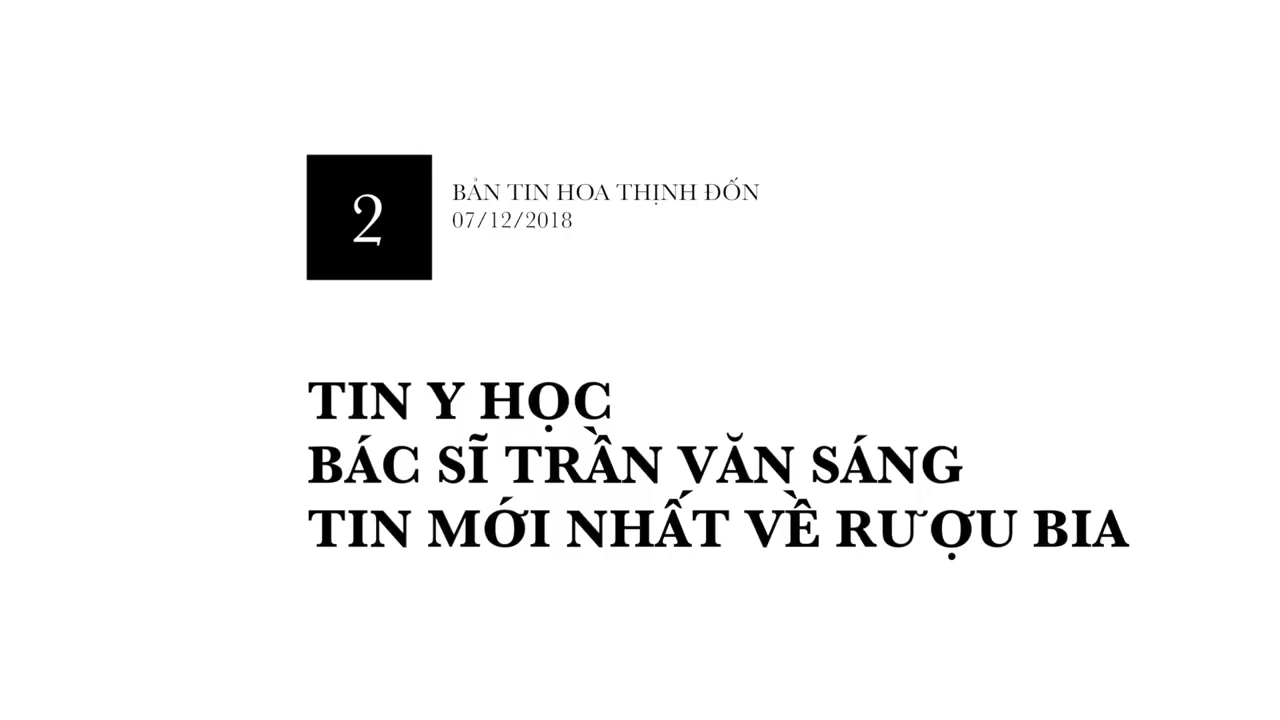 2
BẢN TIN HOA THỊNH ĐỐN
07/12/2018
TIN Y HỌC
BÁC SĨ TRẦN VĂN SÁNG
TIN MỚI NHẤT VỀ RƯỢU BIA